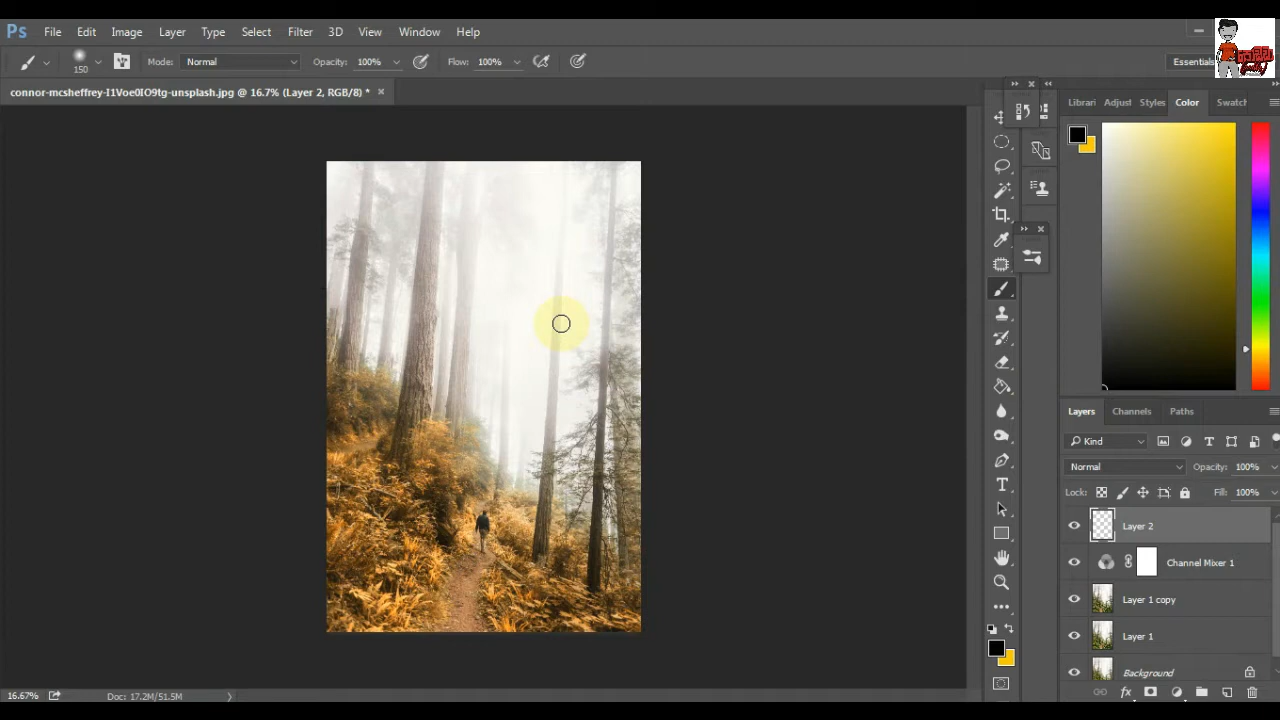 Ps File Edit Image Layer Type Select Filter 3D View Window Help
150 Mode: Normal Opacity: 100% Flow: 100% Essentials
connor-mcsheffrey-I1Voe0IO9tg-unsplash.jpg @ 16.7% (Layer 2, RGB/8) * ×
Librari Adjust Styles Color Swatch
Layers Channels Paths
Kind
Normal Opacity: 100%
Lock: Fill: 100%
Layer 2
Channel Mixer 1
Layer 1 copy
Layer 1
Background
16.67% Doc: 17.2M/51.5M